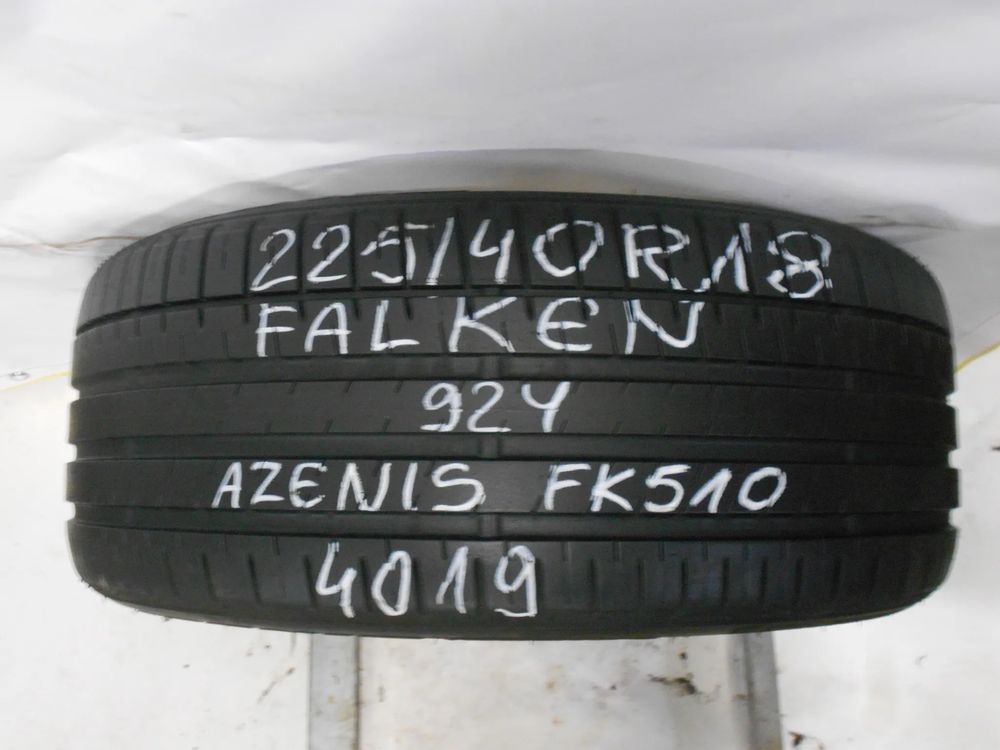 225/40R18
FALKEN
92Y
AZENIS FK510
4019